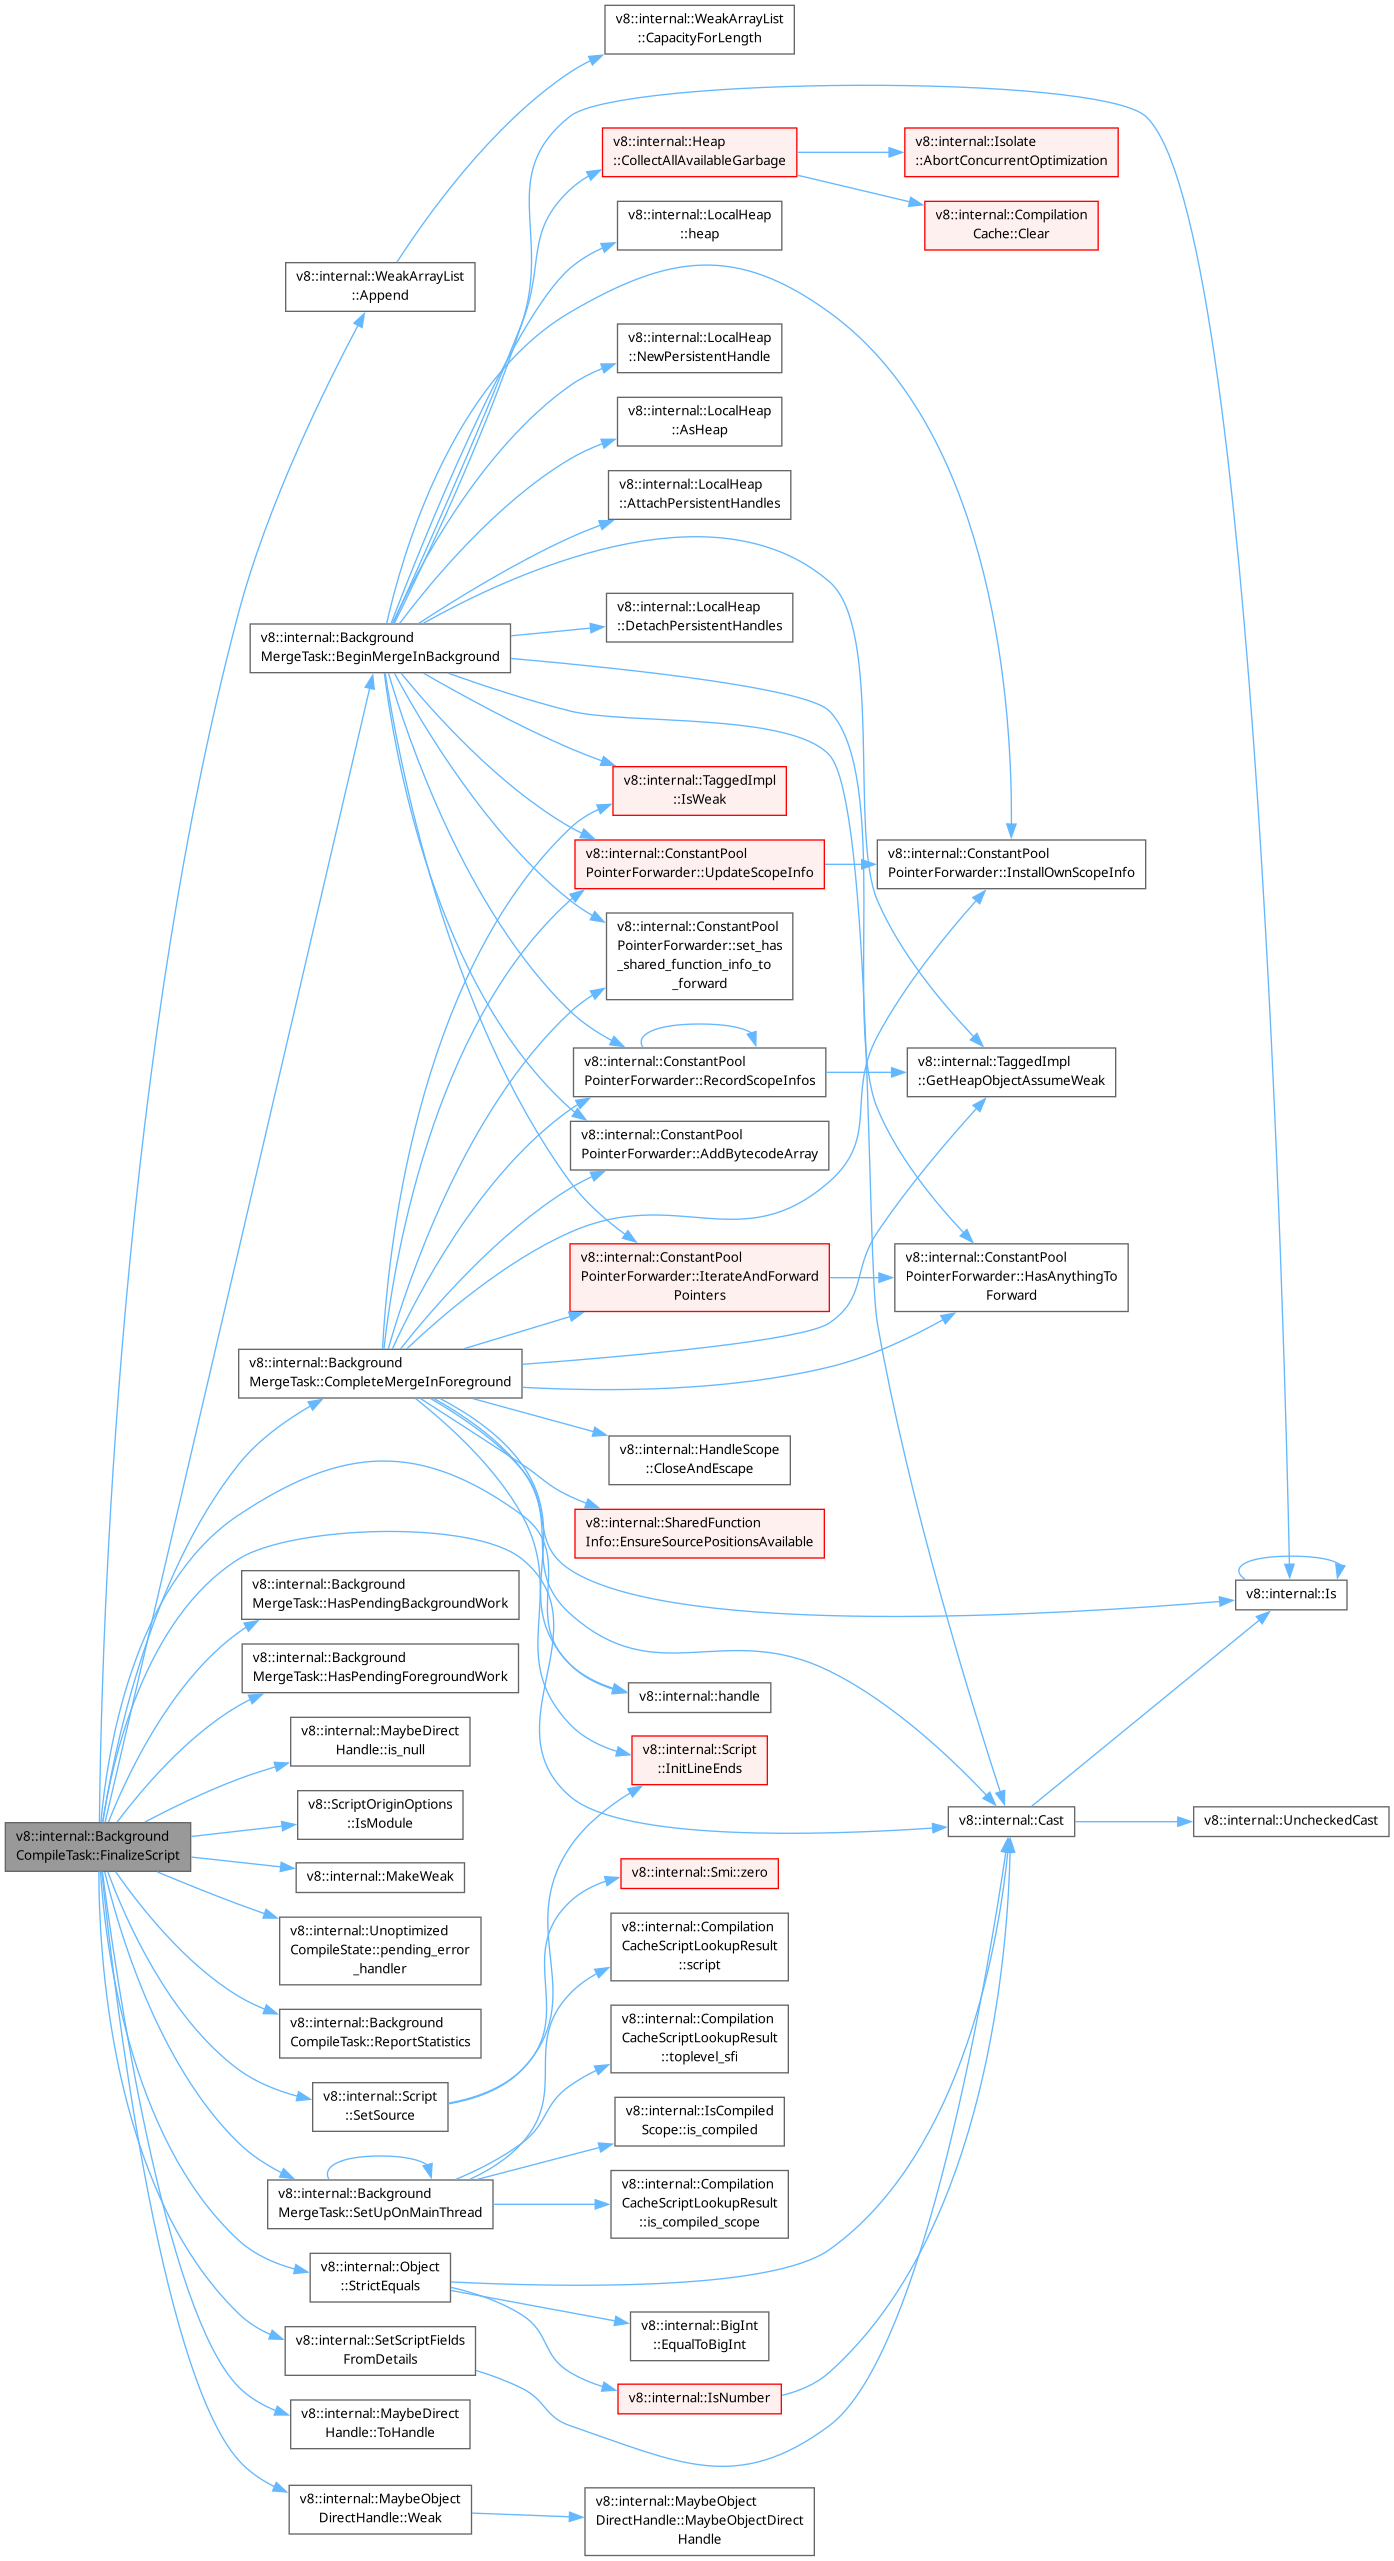 v8::internal::WeakArrayList
::CapacityForLength
v8::internal::Heap
::CollectAllAvailableGarbage
v8::internal::Isolate
::AbortConcurrentOptimization
v8::internal::Compilation
Cache::Clear
v8::internal::LocalHeap
::heap
v8::internal::WeakArrayList
::Append
v8::internal::LocalHeap
::NewPersistentHandle
v8::internal::LocalHeap
::AsHeap
v8::internal::LocalHeap
::AttachPersistentHandles
v8::internal::LocalHeap
::DetachPersistentHandles
v8::internal::Background
MergeTask::BeginMergeInBackground
v8::internal::TaggedImpl
::IsWeak
v8::internal::ConstantPool
PointerForwarder::UpdateScopeInfo
v8::internal::ConstantPool
PointerForwarder::InstallOwnScopeInfo
v8::internal::ConstantPool
PointerForwarder::set_has
_shared_function_info_to
_forward
v8::internal::ConstantPool
PointerForwarder::RecordScopeInfos
v8::internal::TaggedImpl
::GetHeapObjectAssumeWeak
v8::internal::ConstantPool
PointerForwarder::AddBytecodeArray
v8::internal::ConstantPool
PointerForwarder::IterateAndForward
Pointers
v8::internal::ConstantPool
PointerForwarder::HasAnythingTo
Forward
v8::internal::Background
MergeTask::CompleteMergeInForeground
v8::internal::HandleScope
::CloseAndEscape
v8::internal::SharedFunction
Info::EnsureSourcePositionsAvailable
v8::internal::Background
MergeTask::HasPendingBackgroundWork
v8::internal::Is
v8::internal::Background
MergeTask::HasPendingForegroundWork
v8::internal::handle
v8::internal::MaybeDirect
Handle::is_null
v8::internal::Script
::InitLineEnds
v8::ScriptOriginOptions
::IsModule
v8::internal::Cast
v8::internal::UncheckedCast
v8::internal::Background
CompileTask::FinalizeScript
v8::internal::MakeWeak
v8::internal::Smi::zero
v8::internal::Unoptimized
CompileState::pending_error
_handler
v8::internal::Compilation
CacheScriptLookupResult
::script
v8::internal::Background
CompileTask::ReportStatistics
v8::internal::Compilation
CacheScriptLookupResult
::toplevel_sfi
v8::internal::Script
::SetSource
v8::internal::IsCompiled
Scope::is_compiled
v8::internal::Background
MergeTask::SetUpOnMainThread
v8::internal::Compilation
CacheScriptLookupResult
::is_compiled_scope
v8::internal::Object
::StrictEquals
v8::internal::BigInt
::EqualToBigInt
v8::internal::SetScriptFields
FromDetails
v8::internal::IsNumber
v8::internal::MaybeDirect
Handle::ToHandle
v8::internal::MaybeObject
DirectHandle::Weak
v8::internal::MaybeObject
DirectHandle::MaybeObjectDirect
Handle